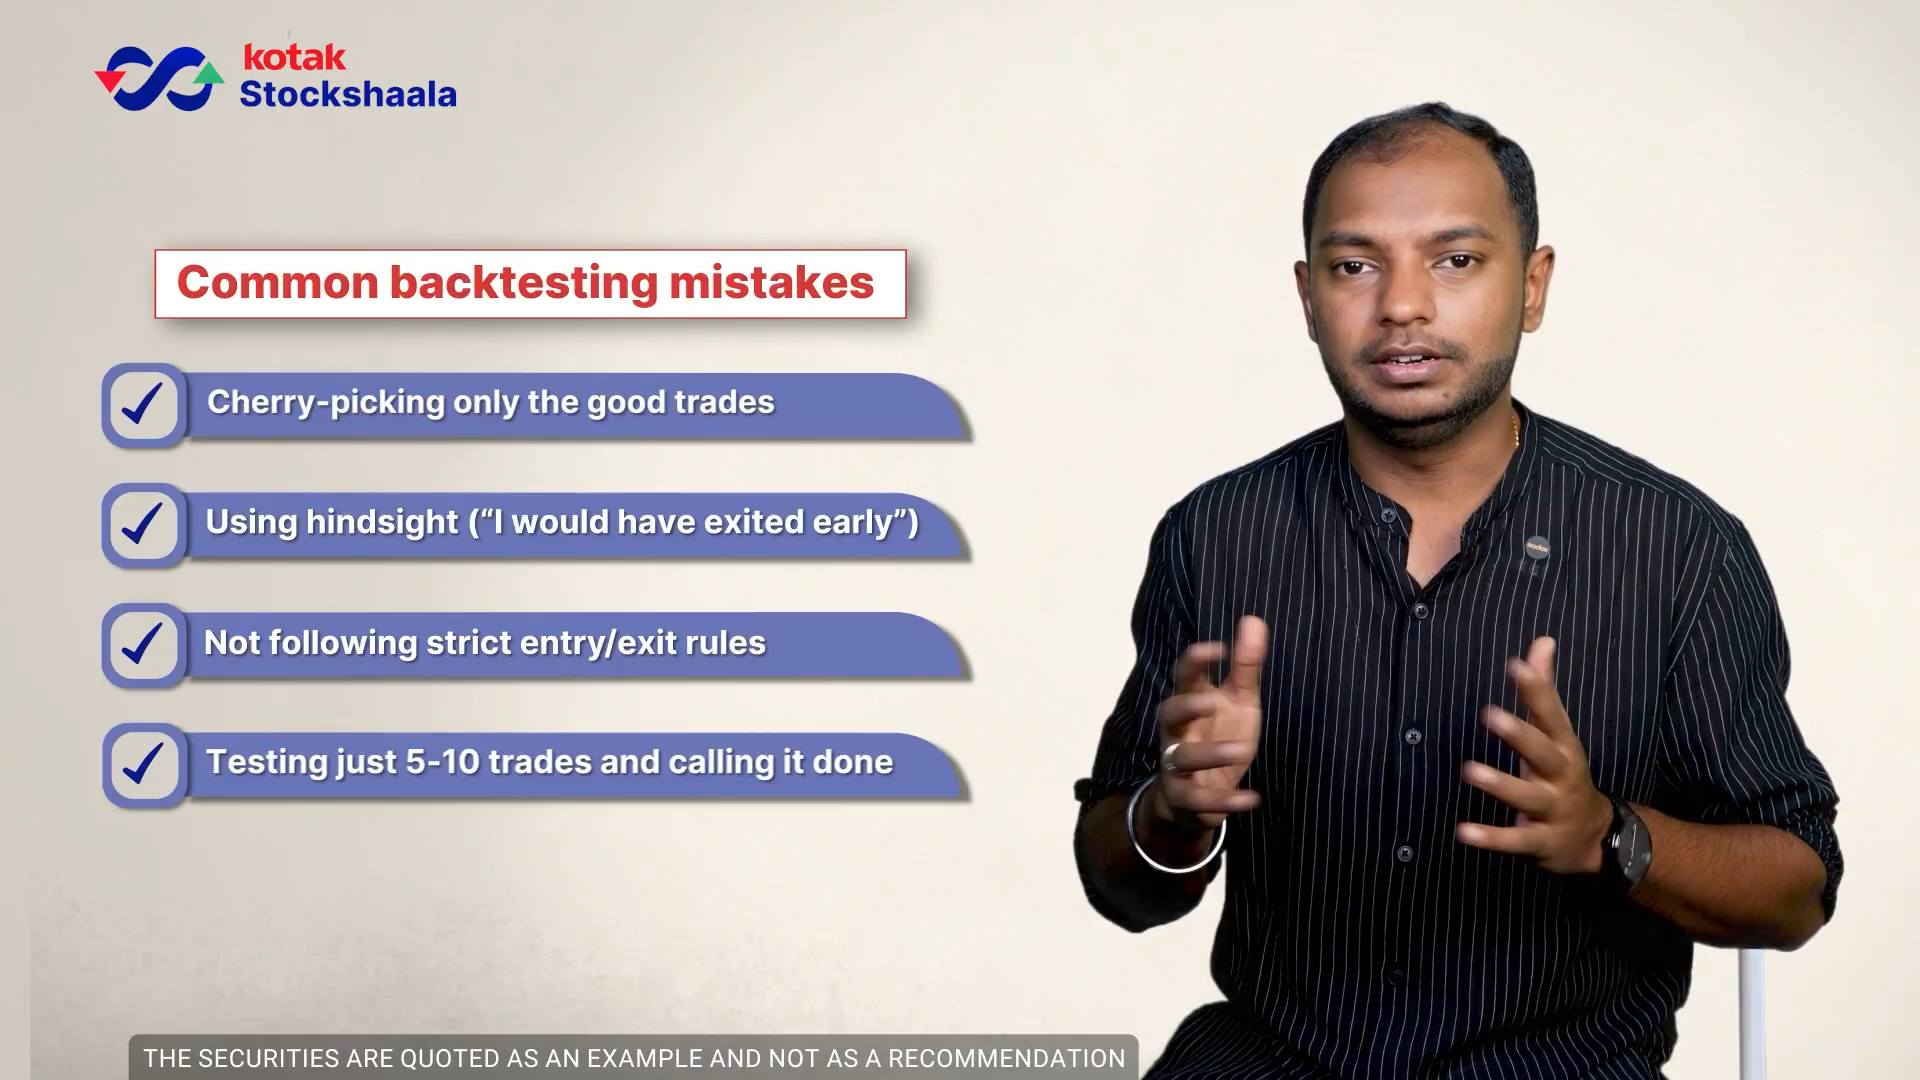 kotak
Stockshaala
Common backtesting mistakes
Cherry-picking only the good trades
Using hindsight (“I would have exited early”)
Not following strict entry/exit rules
Testing just 5-10 trades and calling it done
Godox
THE SECURITIES ARE QUOTED AS AN EXAMPLE AND NOT AS A RECOMMENDATION